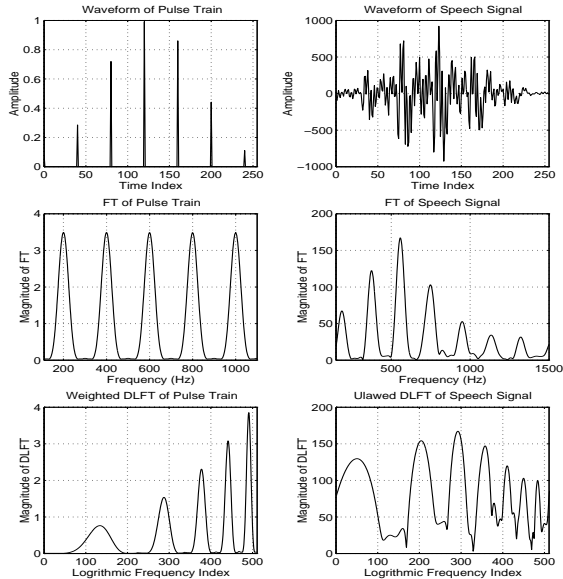 Waveform of Pulse Train
Amplitude
1
0.8
0.6
0.4
0.2
0
0 50 100 150 200 250
Time Index
Waveform of Speech Signal
Amplitude
1000
500
0
−500
−1000
0 50 100 150 200 250
Time Index
FT of Pulse Train
Magnitude of FT
4
3
2
1
0
200 400 600 800 1000
Frequency (Hz)
FT of Speech Signal
Magnitude of FT
200
150
100
50
0
500 1000 1500
Frequency (Hz)
Weighted DLFT of Pulse Train
Magnitude of DLFT
4
3
2
1
0
0 100 200 300 400 500
Logrithmic Frequency Index
Ulawed DLFT of Speech Signal
Magnitude of DLFT
200
150
100
50
0
0 100 200 300 400 500
Logrithmic Frequency Index